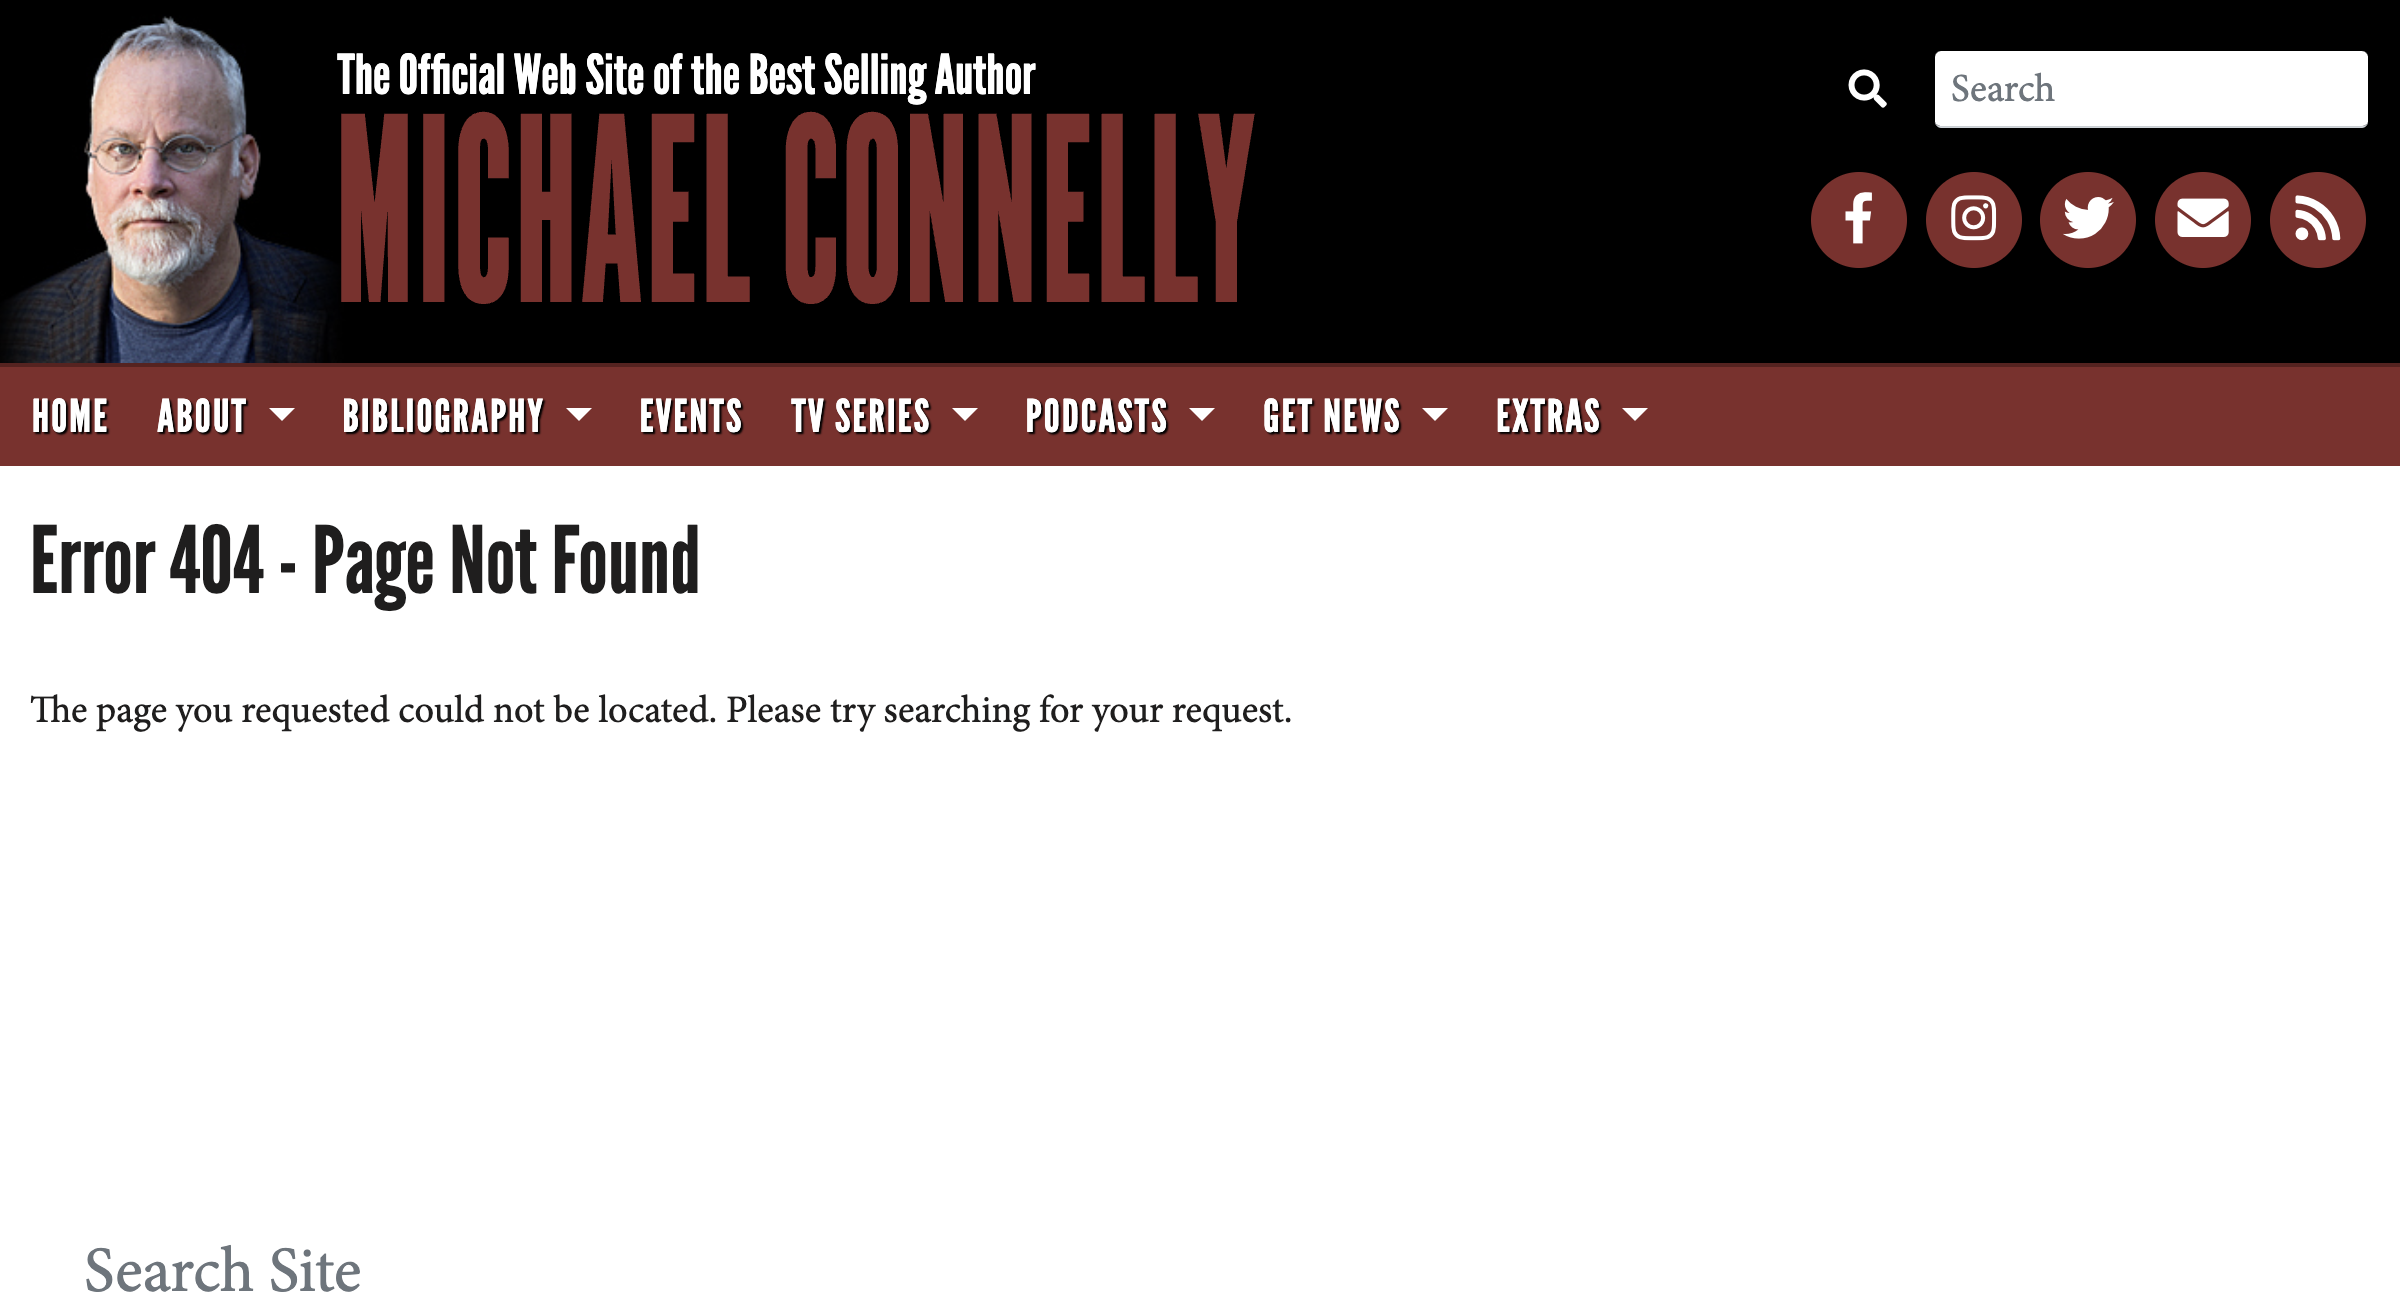 The Official Web Site of the Best Selling Author
MICHAEL CONNELLY
Search
HOME ABOUT BIBLIOGRAPHY EVENTS TV SERIES PODCASTS GET NEWS EXTRAS
Error 404 - Page Not Found
The page you requested could not be located. Please try searching for your request.
Search Site